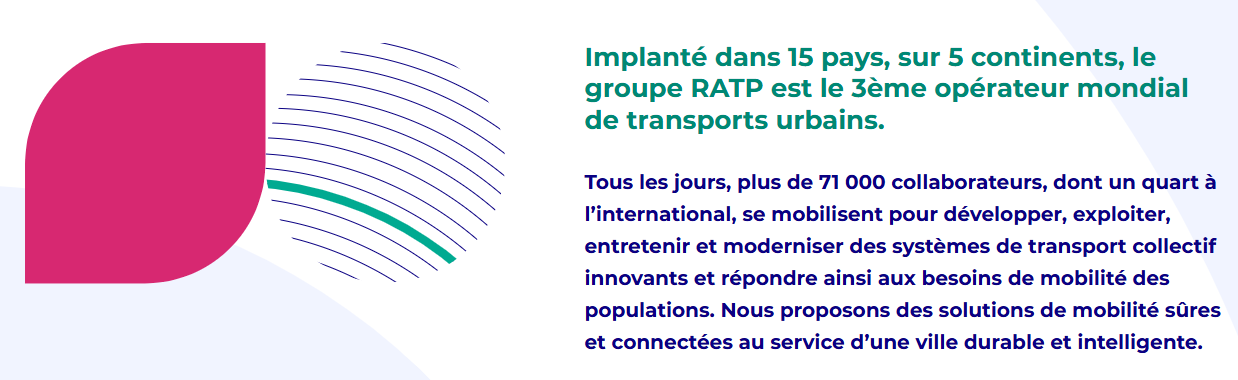 Implanté dans 15 pays, sur 5 continents, le
groupe RATP est le 3ème opérateur mondial
de transports urbains.
Tous les jours, plus de 71 000 collaborateurs, dont un quart à
l’international, se mobilisent pour développer, exploiter,
entretenir et moderniser des systèmes de transport collectif
innovants et répondre ainsi aux besoins de mobilité des
populations. Nous proposons des solutions de mobilité sûres
et connectées au service d’une ville durable et intelligente.